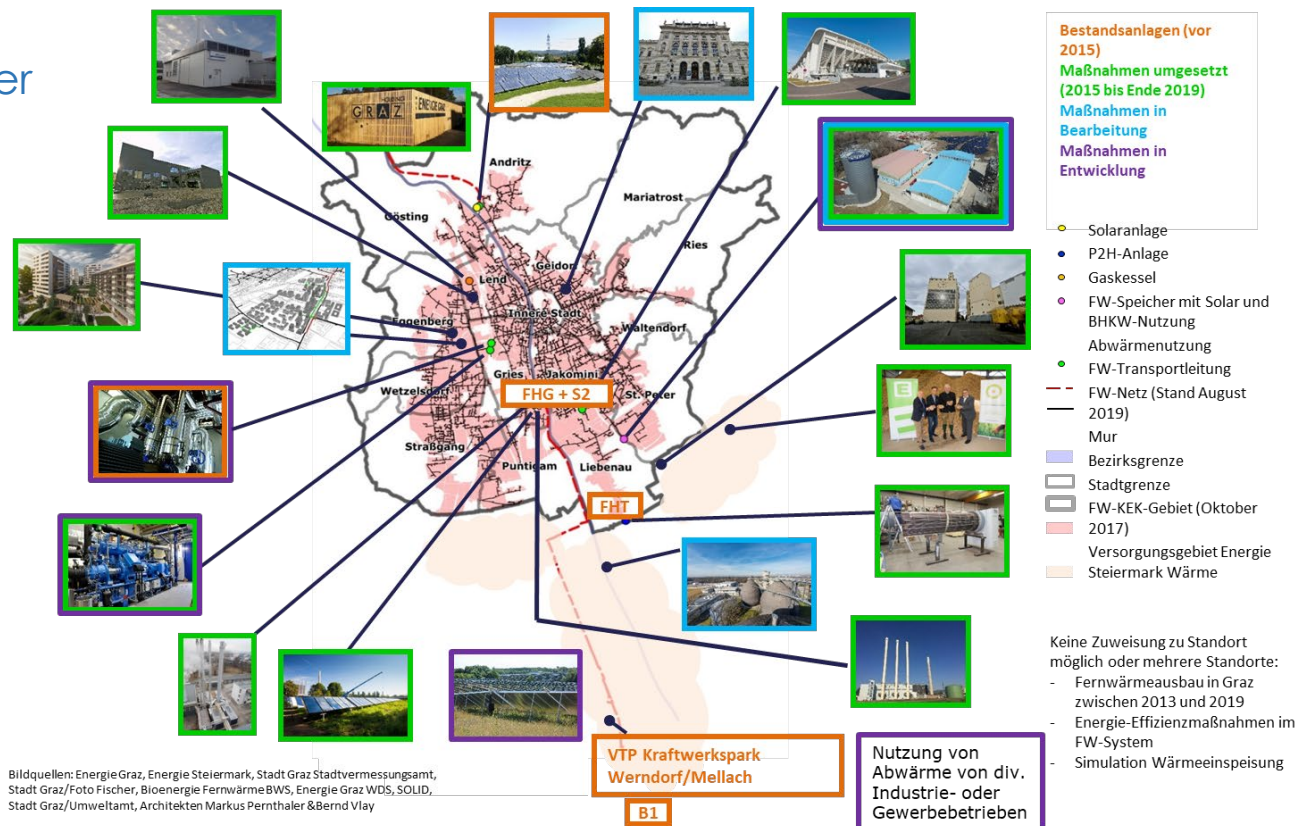 er
Bestandsanlagen (vor
2015)
Maßnahmen umgesetzt
(2015 bis Ende 2019)
Maßnahmen in
Bearbeitung
Maßnahmen in
Entwicklung
GRAZ
ENERGIE GRAZ
Andritz
Mariatrost
Gösting
Ries
Geidorf
Lend
Innere Stadt
Eggenberg
Waltendorf
Gries
Jakomini
Wetzelsdorf
FHG + S2
St. Peter
Straßgang
Puntigam
Liebenau
FHT
Solaranlage
P2H-Anlage
Gaskessel
FW-Speicher mit Solar und
BHKW-Nutzung
Abwärmenutzung
FW-Transportleitung
FW-Netz (Stand August
2019)
Mur
Bezirksgrenze
Stadtgrenze
FW-KEK-Gebiet (Oktober
2017)
Versorgungsgebiet Energie
Steiermark Wärme
Keine Zuweisung zu Standort
möglich oder mehrere Standorte:
- Fernwärmeausbau in Graz
zwischen 2013 und 2019
- Energie-Effizienzmaßnahmen im
FW-System
- Simulation Wärmeeinspeisung
VTP Kraftwerkspark
Werndorf/Mellach
B1
Nutzung von
Abwärme von div.
Industrie- oder
Gewerbebetrieben
Bildquellen: Energie Graz, Energie Steiermark, Stadt Graz Stadtvermessungsamt,
Stadt Graz/Foto Fischer, Bioenergie Fernwärme BWS, Energie Graz WDS, SOLID,
Stadt Graz/Umweltamt, Architekten Markus Pernthaler & Bernd Vlay